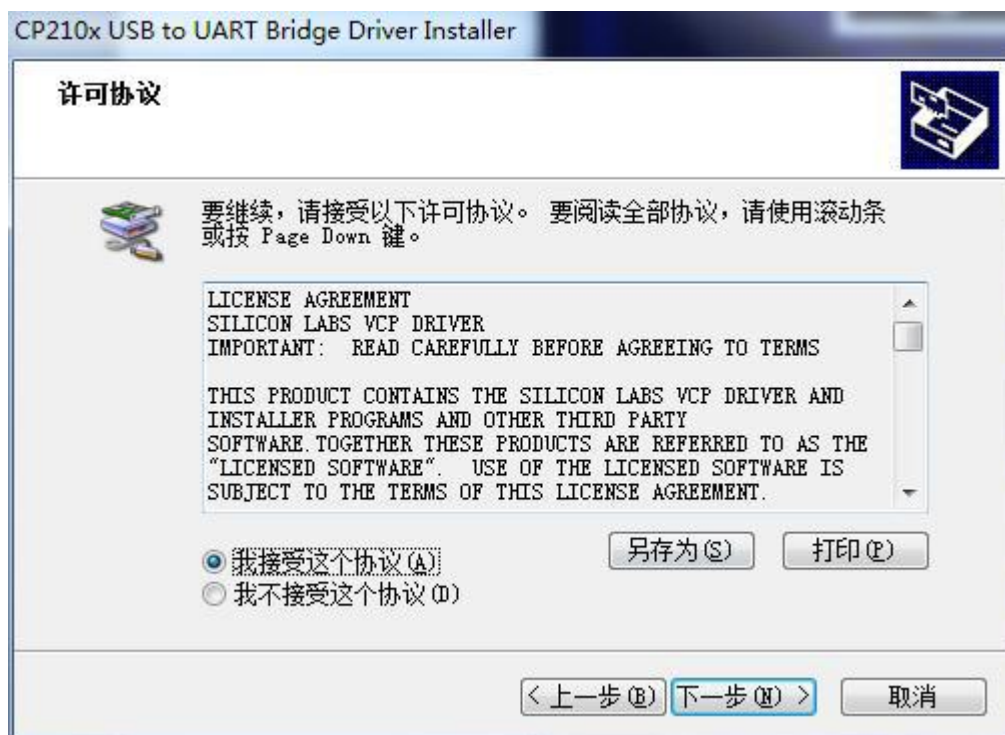 CP210x USB to UART Bridge Driver Installer
许可协议
要继续，请接受以下许可协议。 要阅读全部协议，请使用滚动条
或按 Page Down 键。
LICENSE AGREEMENT
SILICON LABS VCP DRIVER
IMPORTANT:  READ CAREFULLY BEFORE AGREEING TO TERMS
THIS PRODUCT CONTAINS THE SILICON LABS VCP DRIVER AND
INSTALLER PROGRAMS AND OTHER THIRD PARTY
SOFTWARE.TOGETHER THESE PRODUCTS ARE REFERRED TO AS THE
"LICENSED SOFTWARE".  USE OF THE LICENSED SOFTWARE IS
SUBJECT TO THE TERMS OF THIS LICENSE AGREEMENT.
我接受这个协议(A)
另存为(S)
打印(P)
我不接受这个协议(D)
< 上一步(B)
下一步(N) >
取消